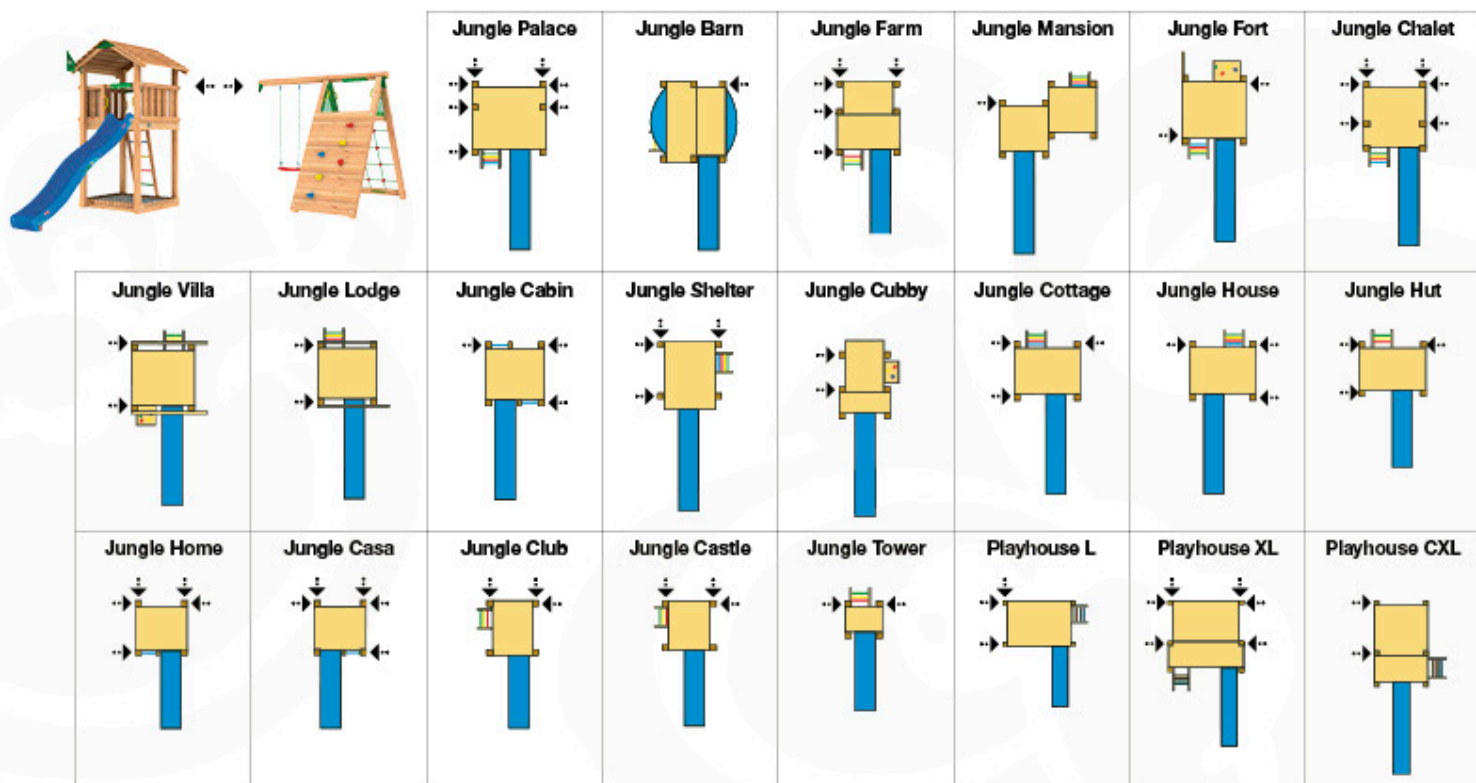 Jungle Palace
Jungle Barn
Jungle Farm
Jungle Mansion
Jungle Fort
Jungle Chalet
Jungle Villa
Jungle Lodge
Jungle Cabin
Jungle Shelter
Jungle Cubby
Jungle Cottage
Jungle House
Jungle Hut
Jungle Home
Jungle Casa
Jungle Club
Jungle Castle
Jungle Tower
Playhouse L
Playhouse XL
Playhouse CXL